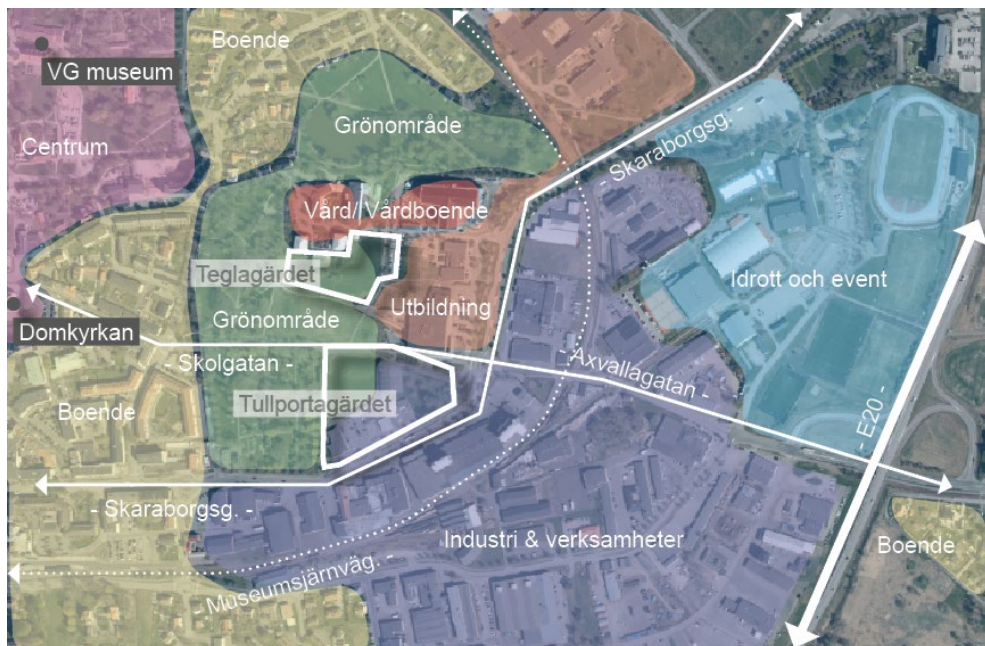 Boende
VG museum
Centrum
Grönområde
- Skaraborgsg. -
Vård/ Vårdboende
Teglagärdet
Idrott och event
Utbildning
Grönområde
Domkyrkan
- Skolgatan -
- Axvallagatan -
Tullportagärdet
Boende
- E20 -
- Skaraborgsg. -
Industri & verksamheter
Boende
- Museumsjärnväg. -